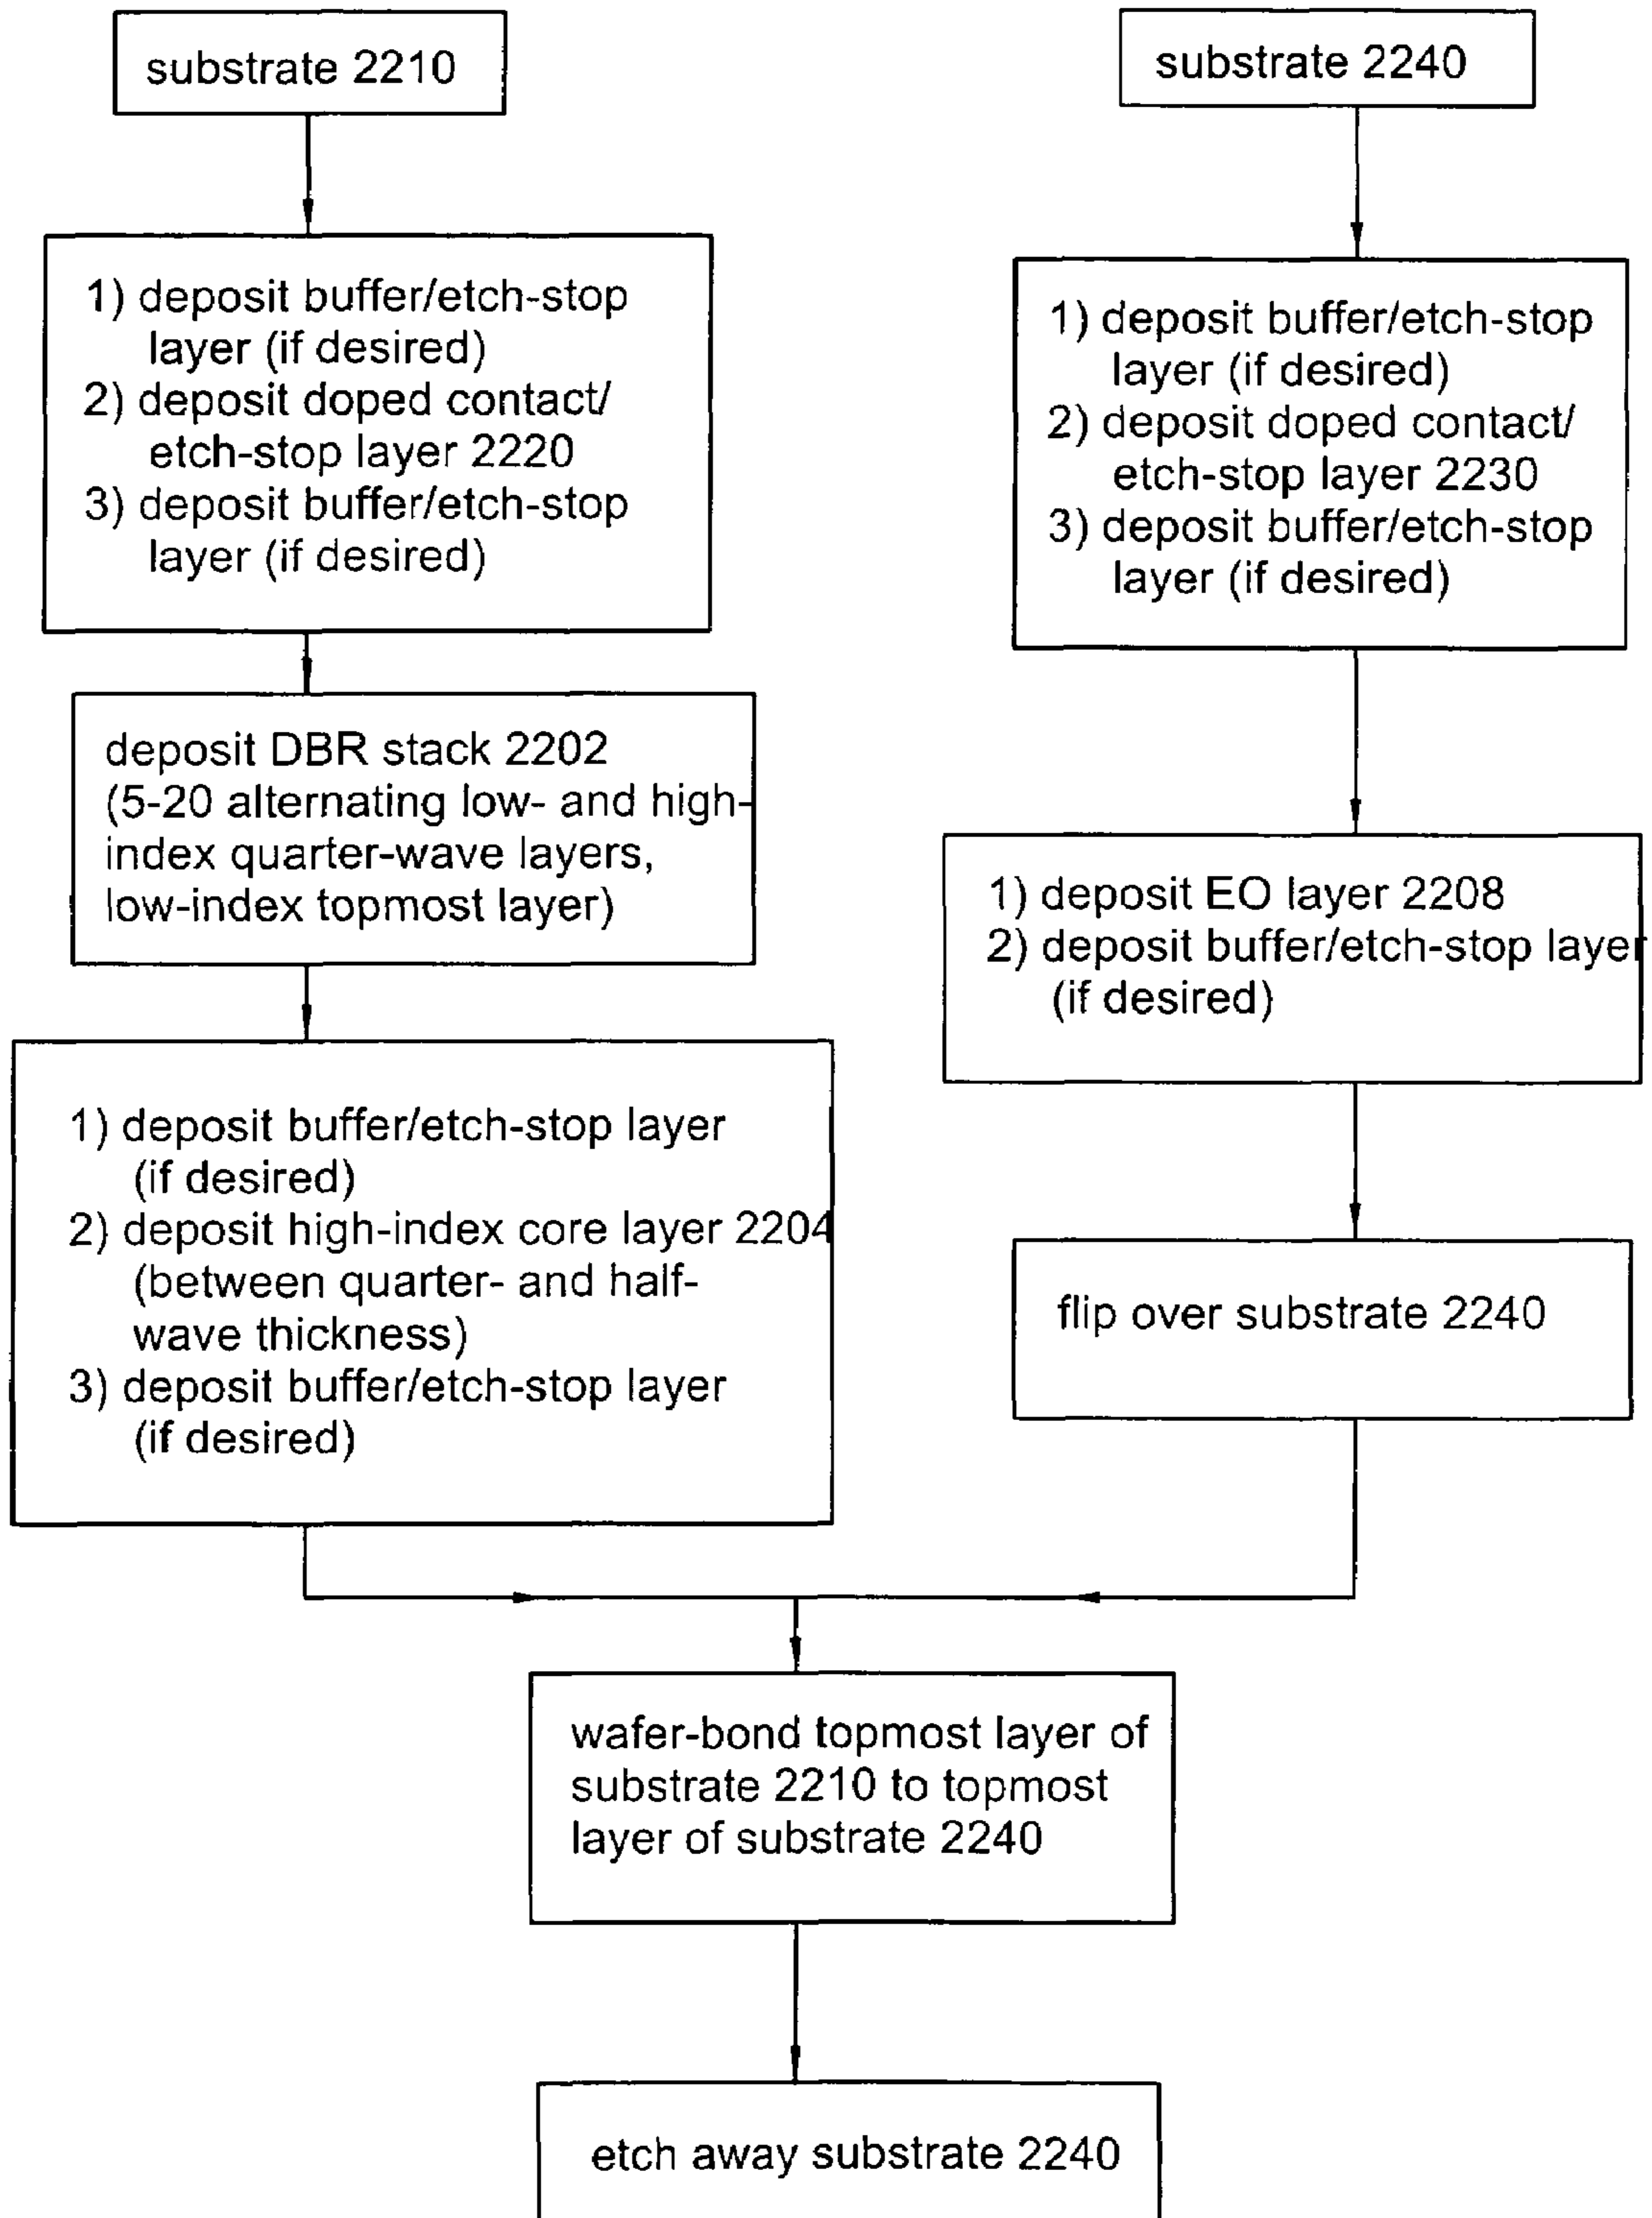 substrate 2210
1) deposit buffer/etch-stop
layer (if desired)
2) deposit doped contact/
etch-stop layer 2220
3) deposit buffer/etch-stop
layer (if desired)
deposit DBR stack 2202
(5-20 alternating low- and high-
index quarter-wave layers,
low-index topmost layer)
1) deposit buffer/etch-stop layer
(if desired)
2) deposit high-index core layer 2204
(between quarter- and half-
wave thickness)
3) deposit buffer/etch-stop layer
(if desired)
substrate 2240
1) deposit buffer/etch-stop
layer (if desired)
2) deposit doped contact/
etch-stop layer 2230
3) deposit buffer/etch-stop
layer (if desired)
1) deposit EO layer 2208
2) deposit buffer/etch-stop layer
(if desired)
flip over substrate 2240
wafer-bond topmost layer of
substrate 2210 to topmost
layer of substrate 2240
etch away substrate 2240